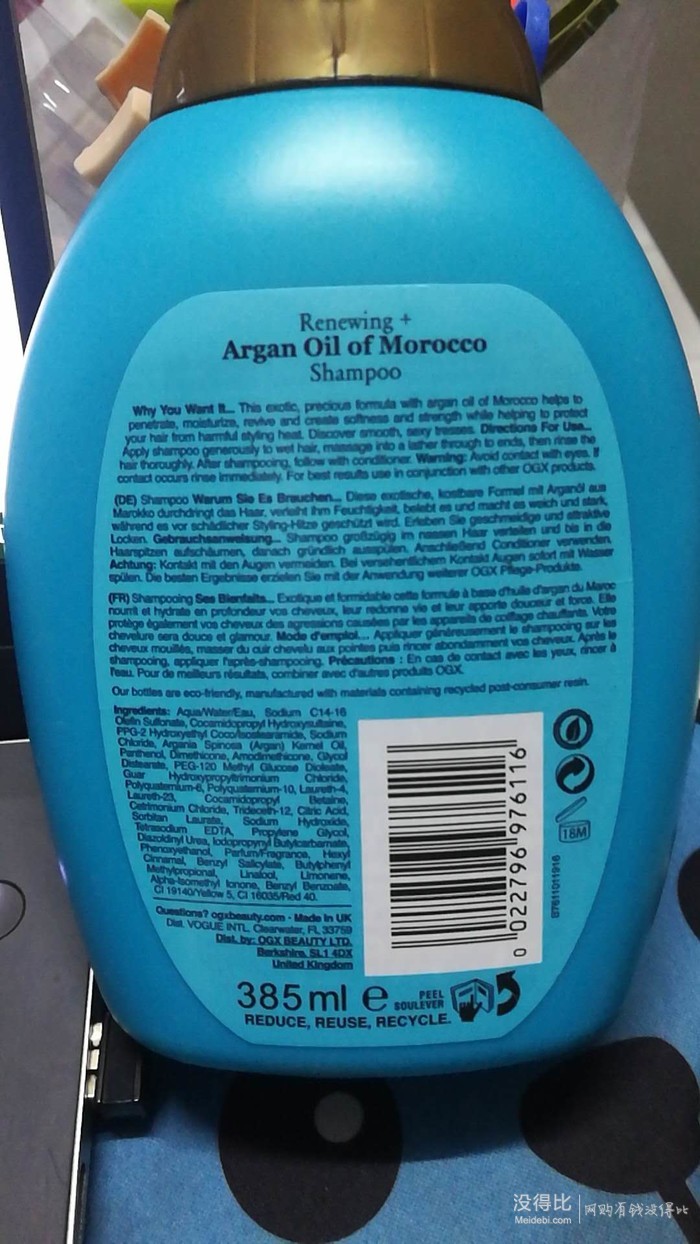 Renewing +
Argan Oil of Morocco
Shampoo
Why You Want It... This exotic, precious formula with argan oil of Morocco helps to
penetrate, moisturize, revive and create softness and strength while helping to protect
your hair from harmful styling heat. Discover smooth, sexy tresses. Directions For Use...
Apply shampoo generously to wet hair, massage into a lather through to ends, then rinse the
hair thoroughly. After shampooing, follow with conditioner. Warning: Avoid contact with eyes. If
contact occurs rinse immediately. For best results use in conjunction with other OGX products.
(DE) Shampoo Warum Sie Es Brauchen... Diese exotische, kostbare Formel mit Arganöl aus
Marokko durchdringt das Haar, verleiht ihm Feuchtigkeit, belebt es und macht es weich und stark,
während es vor schädlicher Styling-Hitze geschützt wird. Erleben Sie geschmeidige und attraktive
Locken. Gebrauchsanweisung... Shampoo großzügig im nassen Haar verteilen und bis in die
Haarspitzen aufschäumen, danach gründlich ausspülen. Anschließend Conditioner verwenden.
Achtung: Kontakt mit den Augen vermeiden. Bei versehentlichem Kontakt Augen sofort mit Wasser
spülen. Die besten Ergebnisse erzielen Sie mit der Anwendung weiterer OGX Pflege-Produkte.
(FR) Shampooing Ses Bienfaits... Exotique et formidable cette formule à base d'huile d'argan du Maroc
nourrit et hydrate en profondeur vos cheveux, leur redonne vie et leur apporte douceur et force. Elle
protège également vos cheveux des agressions causées par les appareils de coiffage chauffants. Votre
chevelure sera douce et glamour. Mode d'emploi... Appliquer généreusement le shampooing sur les
cheveux mouillés, masser du cuir chevelu aux pointes puis rincer abondamment vos cheveux. Après le
shampooing, appliquer l'après-shampooing. Précautions : En cas de contact avec les yeux, rincer à
l'eau. Pour de meilleurs résultats, combiner avec d'autres produits OGX.
Our bottles are eco-friendly, manufactured with materials containing recycled post-consumer resin.
Ingredients: Aqua/Water/Eau, Sodium C14-16
Olefin Sulfonate, Cocamidopropyl Hydroxysultaine,
PPG-2 Hydroxyethyl Coco/Isostearamide, Sodium
Chloride, Argania Spinosa (Argan) Kernel Oil,
Panthenol, Dimethicone, Amodimethicone, Glycol
Distearate, PEG-120 Methyl Glucose Dioleate,
Guar Hydroxypropyltrimonium Chloride,
Polyquaternium-6, Polyquaternium-10, Laureth-4,
Laureth-23, Cocamidopropyl Betaine,
Cetrimonium Chloride, Trideceth-12, Citric Acid,
Sorbitan Laurate, Sodium Hydroxide,
Tetrasodium EDTA, Propylene Glycol,
Diazolidinyl Urea, Iodopropynyl Butylcarbamate,
Phenoxyethanol, Parfum/Fragrance, Hexyl
Cinnamal, Benzyl Salicylate, Butylphenyl
Methylpropional, Linalool, Limonene,
Alpha-Isomethyl Ionone, Benzyl Benzoate,
CI 19140/Yellow 5, CI 16035/Red 40.
Questions? ogxbeauty.com · Made in UK
Dist. VOGUE INTL. Clearwater, FL 33759
Dist. by: OGX BEAUTY LTD.
Berkshire, SL1 4DX
United Kingdom
0 022796 976116
18M
B7611011916
385 ml e
PEEL
SOULEVER
REDUCE, REUSE, RECYCLE.
没得比
Meidebi.com
网购有钱没得比